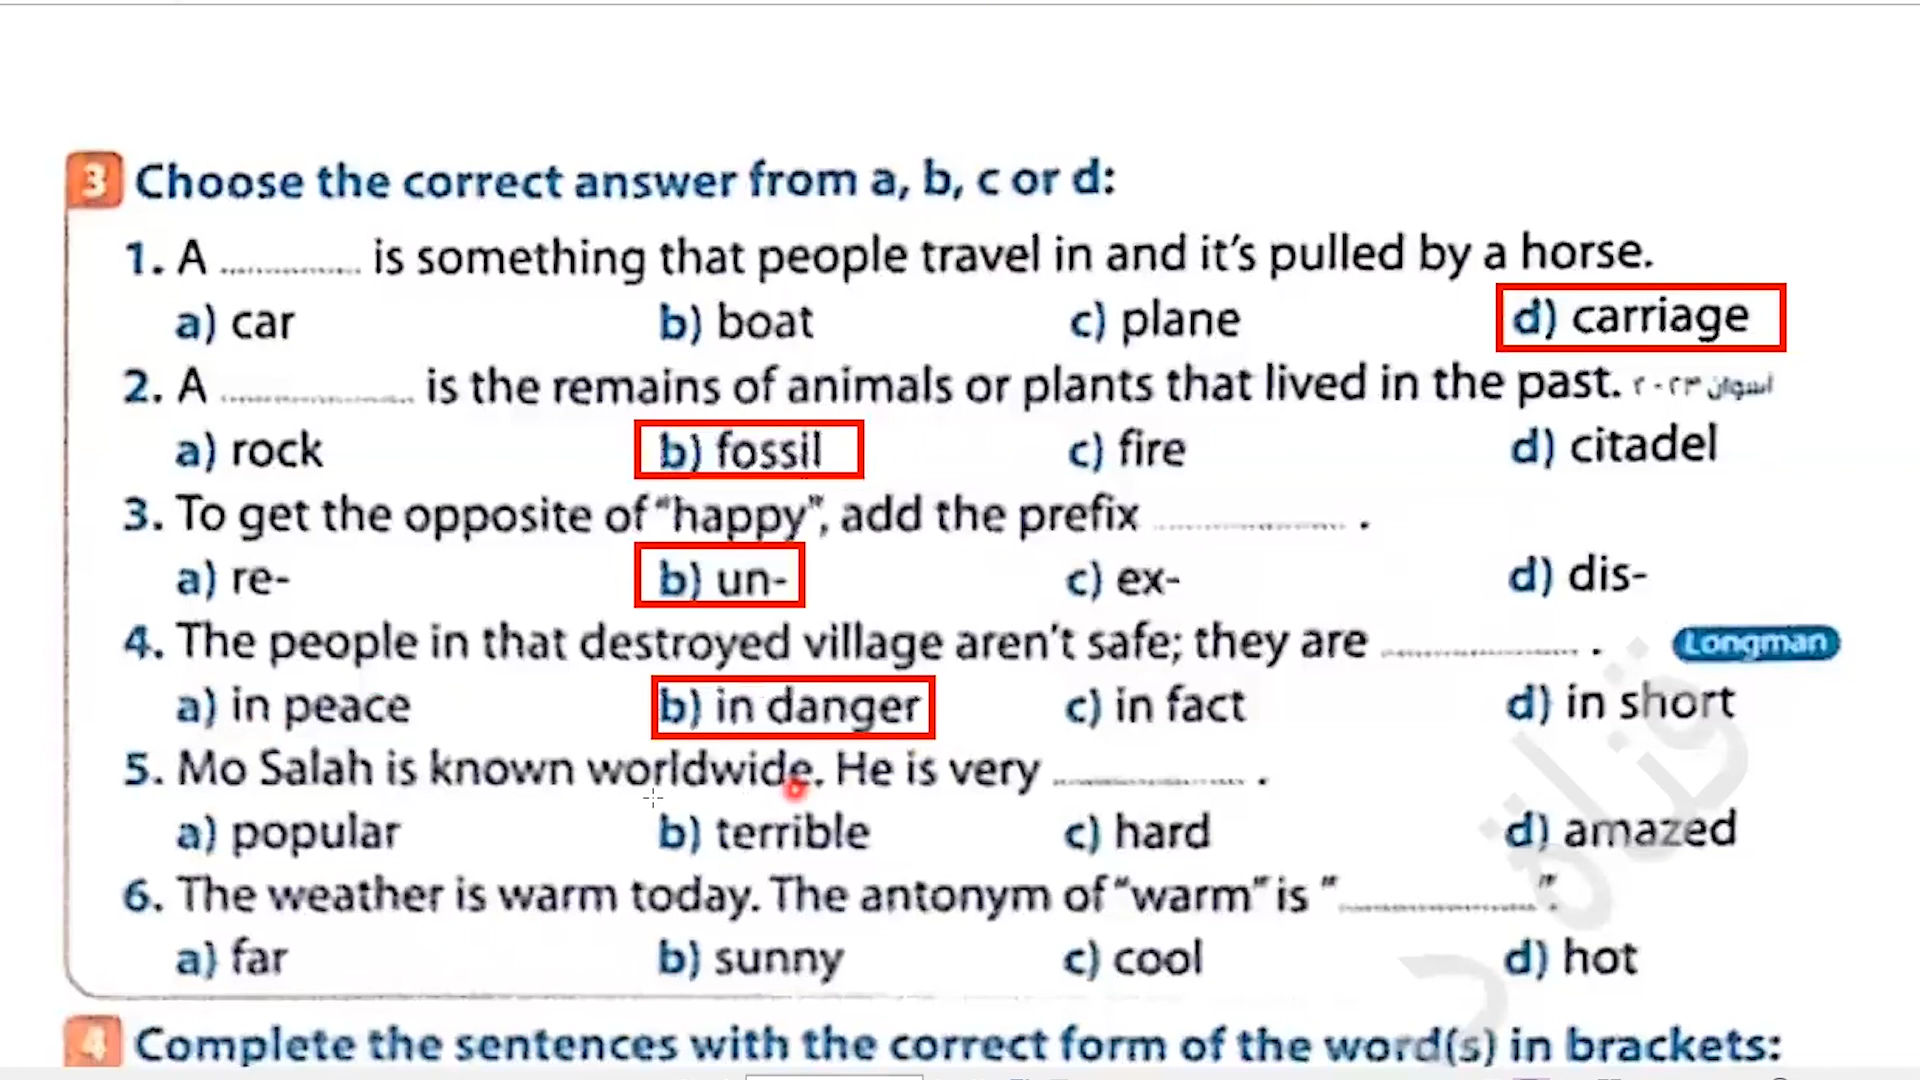 3 Choose the correct answer from a, b, c or d:
1. A ............ is something that people travel in and it's pulled by a horse.
a) car b) boat c) plane d) carriage
2. A ............ is the remains of animals or plants that lived in the past. أسوان ٢٠٢٣
a) rock b) fossil c) fire d) citadel
3. To get the opposite of "happy", add the prefix ............ .
a) re- b) un- c) ex- d) dis-
4. The people in that destroyed village aren't safe; they are ............ . Longman
a) in peace b) in danger c) in fact d) in short
5. Mo Salah is known worldwide. He is very ............ .
a) popular b) terrible c) hard d) amazed
6. The weather is warm today. The antonym of "warm" is "............".
a) far b) sunny c) cool d) hot
4 Complete the sentences with the correct form of the word(s) in brackets:
قناة